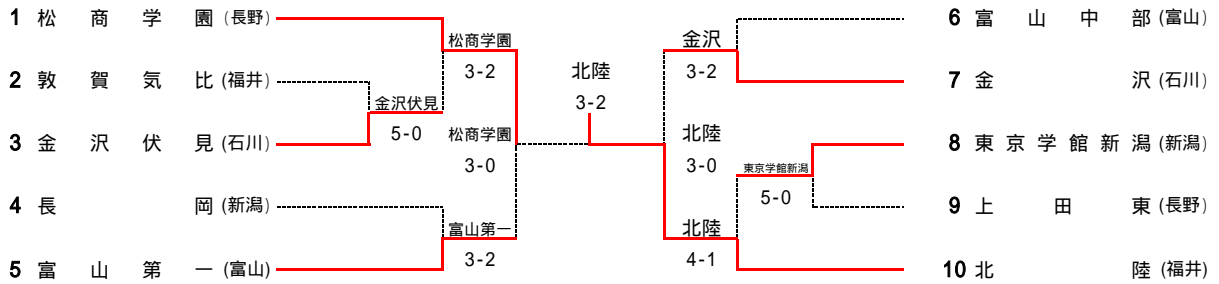 1 松商学園 (長野)
2 敦賀気比 (福井)
3 金沢伏見 (石川)
4 長岡 (新潟)
5 富山第一 (富山)
松商学園
3-2
金沢伏見
5-0
松商学園
3-0
富山第一
3-2
北陸
3-2
金沢
3-2
北陸
3-0
東京学館新潟
5-0
北陸
4-1
6 富山中部 (富山)
7 金沢 (石川)
8 東京学館新潟 (新潟)
9 上田東 (長野)
10 北陸 (福井)